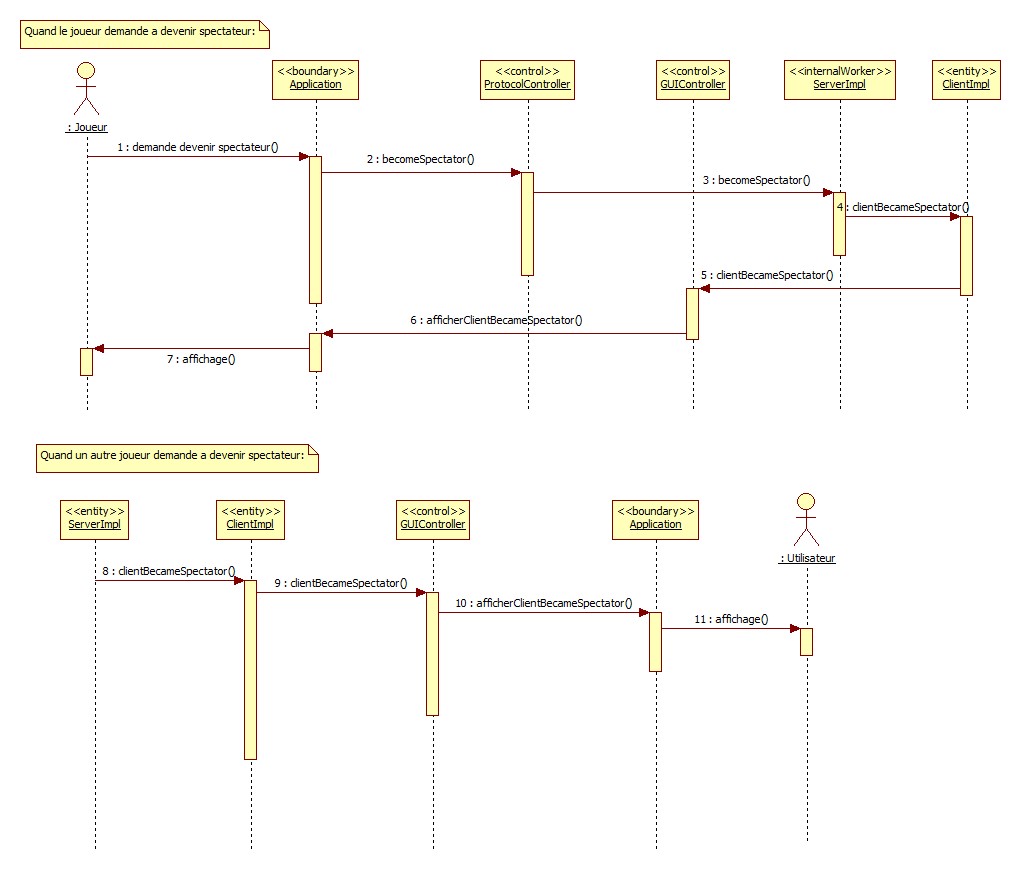 Quand le joueur demande a devenir spectateur:
<<boundary>>
Application
<<control>>
ProtocolController
<<control>>
GUIController
<<internalWorker>>
ServerImpl
<<entity>>
ClientImpl
: Joueur
1 : demande devenir spectateur()
2 : becomeSpectator()
3 : becomeSpectator()
4 : clientBecameSpectator()
5 : clientBecameSpectator()
6 : afficherClientBecameSpectator()
7 : affichage()
Quand un autre joueur demande a devenir spectateur:
<<entity>>
ServerImpl
<<entity>>
ClientImpl
<<control>>
GUIController
<<boundary>>
Application
: Utilisateur
8 : clientBecameSpectator()
9 : clientBecameSpectator()
10 : afficherClientBecameSpectator()
11 : affichage()